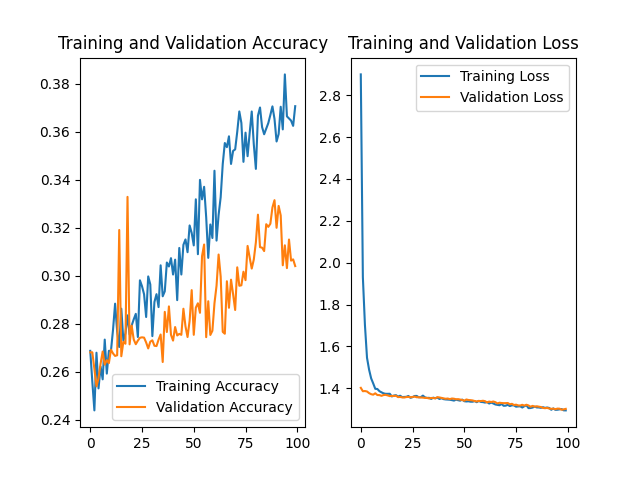 Training and Validation Accuracy
0.38
0.36
0.34
0.32
0.30
0.28
0.26
0.24
Training Accuracy
Validation Accuracy
0 25 50 75 100
Training and Validation Loss
2.8
2.6
2.4
2.2
2.0
1.8
1.6
1.4
Training Loss
Validation Loss
0 25 50 75 100